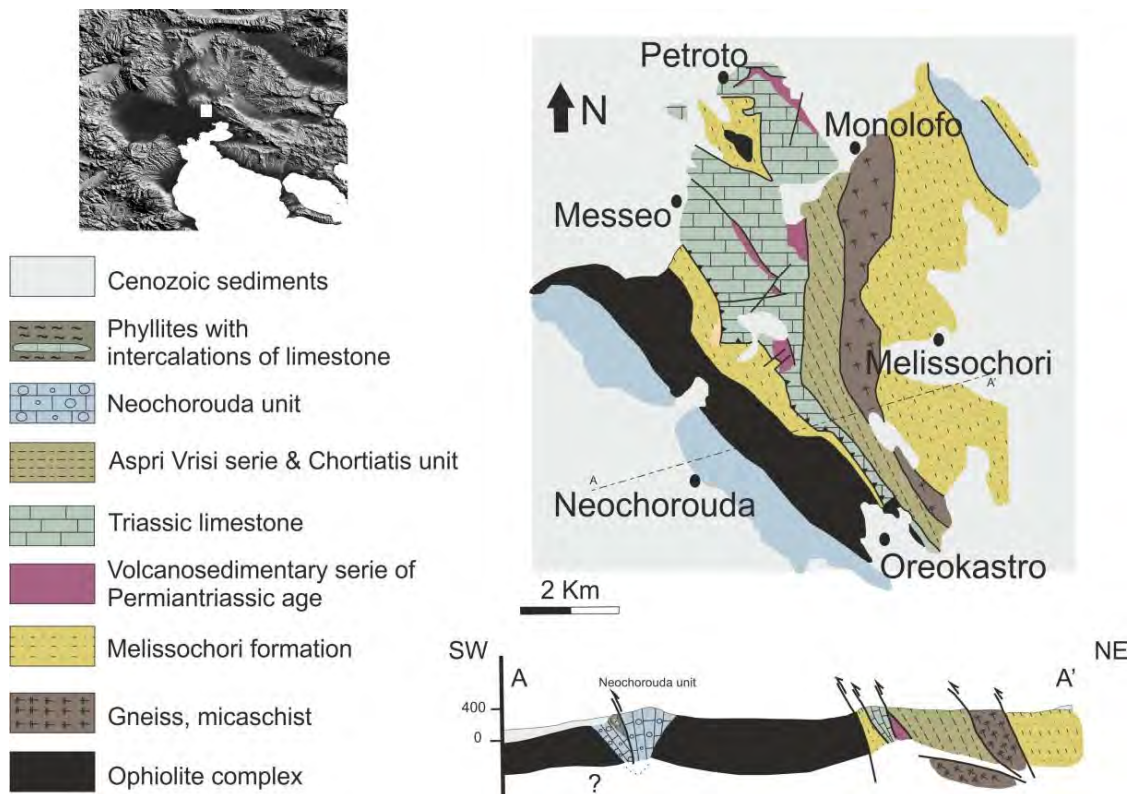 Petroto
N
Monolofo
Messeo
Melissochori
A'
A
Neochorouda
Oreokastro
2 Km
Cenozoic sediments
Phyllites with
intercalations of limestone
Neochorouda unit
Aspri Vrisi serie & Chortiatis unit
Triassic limestone
Volcanosedimentary serie of
Permiantriassic age
Melissochori formation
Gneiss, micaschist
Ophiolite complex
SW
NE
A
Neochorouda unit
A'
400
0
?